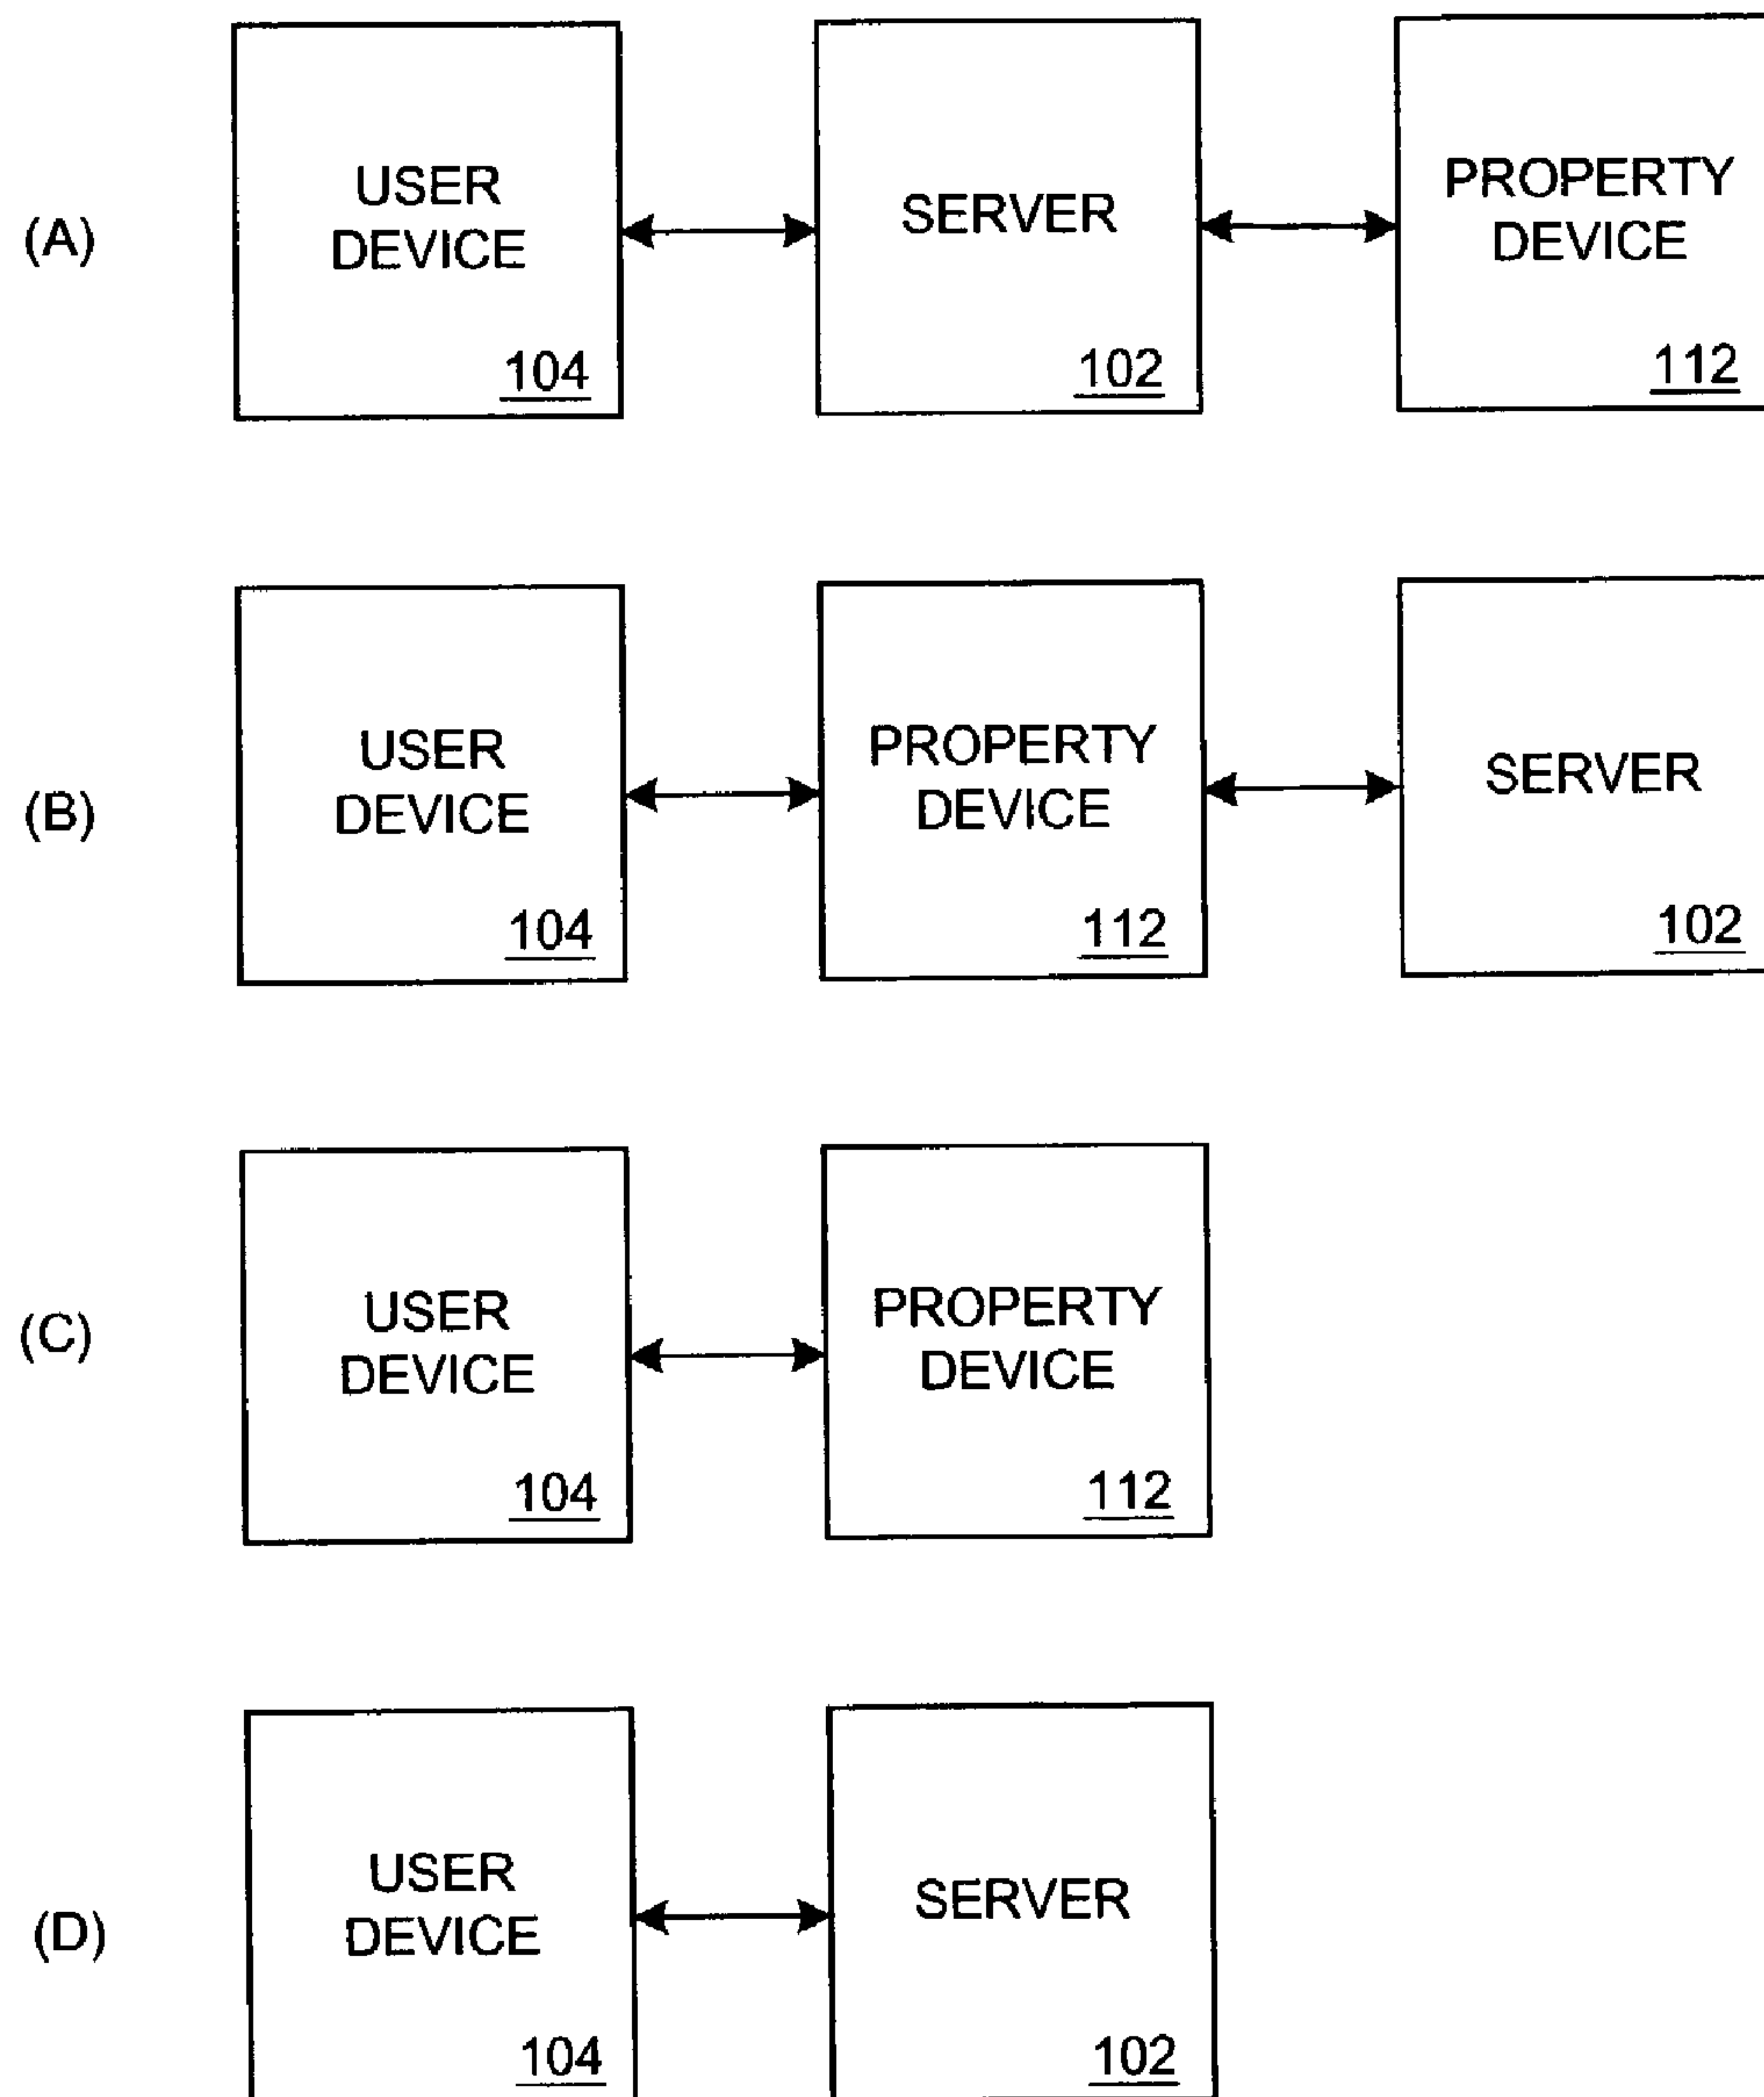 (A)
USER
DEVICE
104
SERVER
102
PROPERTY
DEVICE
112
(B)
USER
DEVICE
104
PROPERTY
DEVICE
112
SERVER
102
(C)
USER
DEVICE
104
PROPERTY
DEVICE
112
(D)
USER
DEVICE
104
SERVER
102